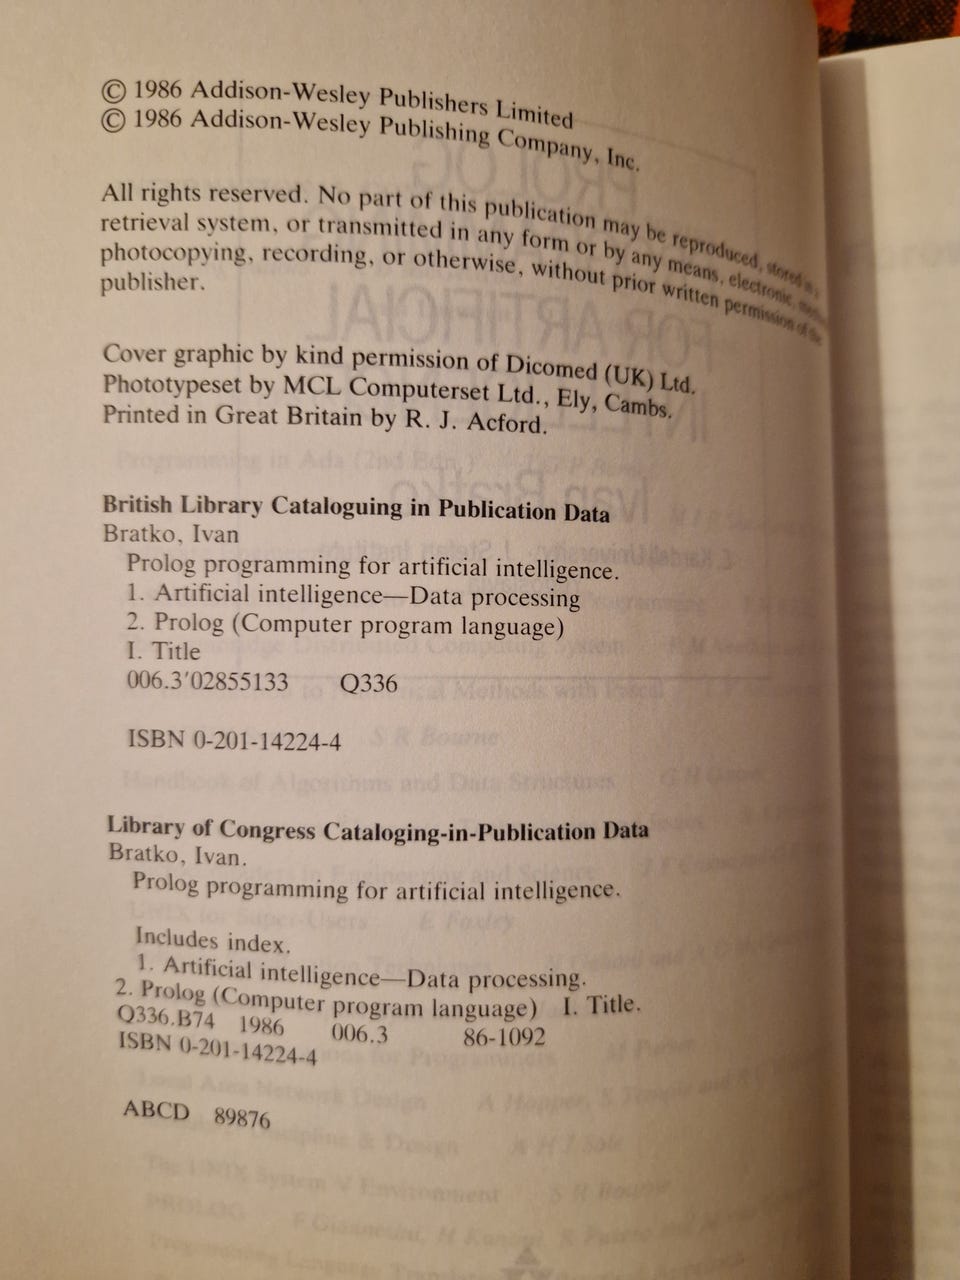 © 1986 Addison-Wesley Publishers Limited
© 1986 Addison-Wesley Publishing Company, Inc.
All rights reserved. No part of this publication may be reproduced, stored
retrieval system, or transmitted in any form or by any means, electronic,
photocopying, recording, or otherwise, without prior written permission of the
publisher.
Cover graphic by kind permission of Dicomed (UK) Ltd.
Phototypeset by MCL Computerset Ltd., Ely, Cambs.
Printed in Great Britain by R. J. Acford.
British Library Cataloguing in Publication Data
Bratko, Ivan
Prolog programming for artificial intelligence.
1. Artificial intelligence—Data processing
2. Prolog (Computer program language)
I. Title
006.3'02855133 Q336
ISBN 0-201-14224-4
Library of Congress Cataloging-in-Publication Data
Bratko, Ivan.
Prolog programming for artificial intelligence.
Includes index.
1. Artificial intelligence—Data processing.
2. Prolog (Computer program language) I. Title.
Q336.B74 1986 006.3 86-1092
ISBN 0-201-14224-4
ABCD 89876